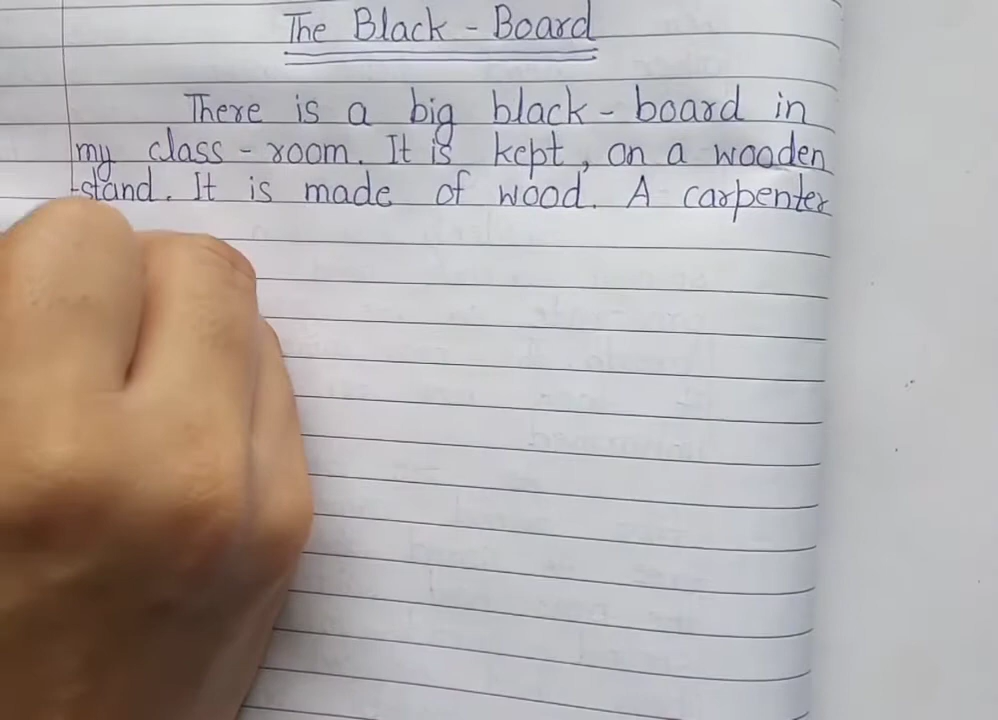 The Black - Board
There is a big black - board in
my class - room. It is kept, on a wooden
stand. It is made of wood. A carpenter